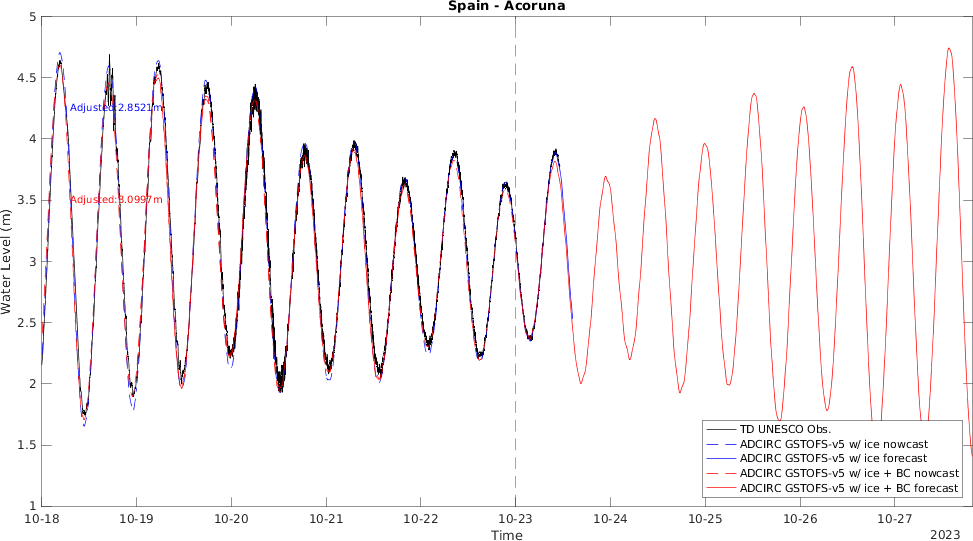 Spain - Acoruna
5
4.5
4
3.5
3
2.5
2
1.5
1
Water Level (m)
Adjusted:2.8521m
Adjusted:3.0997m
TD UNESCO Obs.
ADCIRC GSTOFS-v5 w/ ice nowcast
ADCIRC GSTOFS-v5 w/ ice forecast
ADCIRC GSTOFS-v5 w/ ice + BC nowcast
ADCIRC GSTOFS-v5 w/ ice + BC forecast
10-18 10-19 10-20 10-21 10-22 10-23 10-24 10-25 10-26 10-27
Time
2023